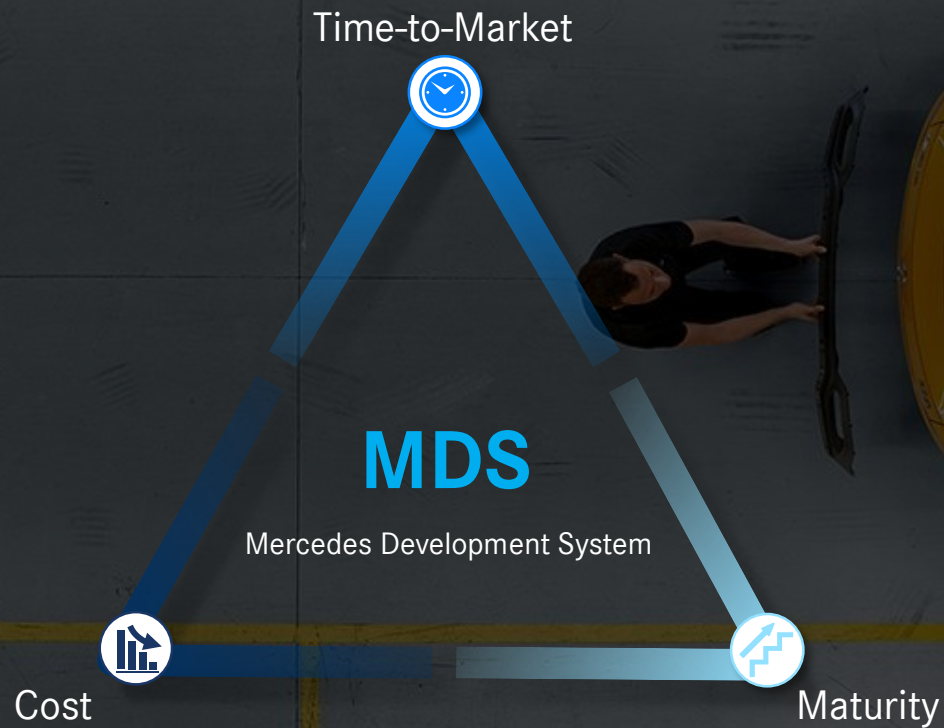 Time-to-Market
MDS
Mercedes Development System
Cost
Maturity